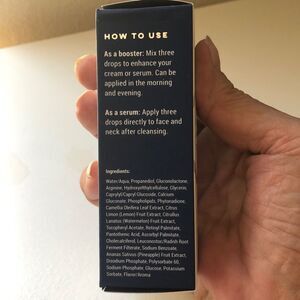 HOW TO USE
As a booster: Mix three
drops to enhance your
cream or serum. Can be
applied in the morning
and evening.
As a serum: Apply three
drops directly to face and
neck after cleansing.
Ingredients:
Water/Aqua, Propanediol, Gluconolactone,
Arginine, Hydroxyethylcellulose, Glycerin,
Caprylyl/Capryl Glucoside, Calcium
Gluconate, Phospholipids, Phytonadione,
Camellia Oleifera Leaf Extract, Citrus
Limon (Lemon) Fruit Extract, Citrullus
Lanatus (Watermelon) Fruit Extract,
Tocopheryl Acetate, Retinyl Palmitate,
Pantothenic Acid, Ascorbyl Palmitate,
Cholecalciferol, Leuconostoc/Radish Root
Ferment Filterate, Sodium Benzoate,
Ananas Sativus (Pineapple) Fruit Extract,
Disodium Phosphate, Polysorbate 60,
Sodium Phosphate, Glucose, Potassium
Sorbate, Flavor/Aroma